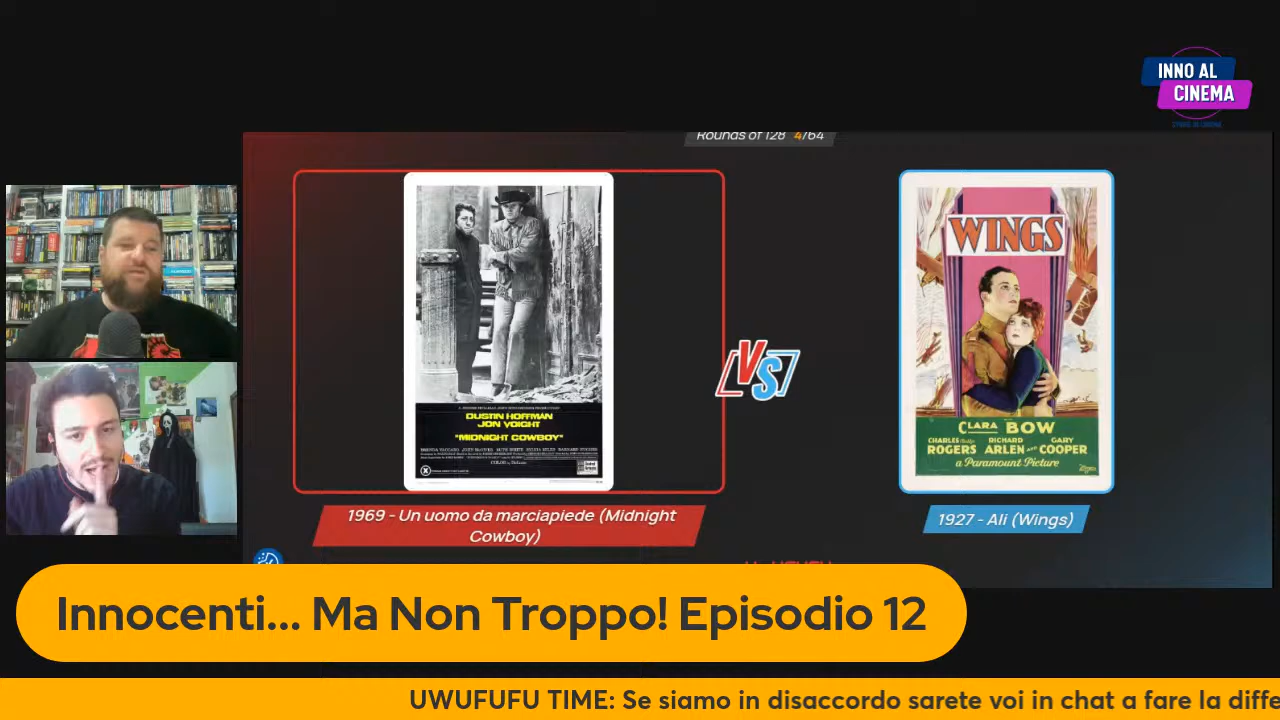 INNO AL
CINEMA
Rounds of 128 4/64
WINGS
CLARA BOW
CHARLES ROGERS RICHARD ARLEN AND GARY COOPER
a Paramount Picture
DUSTIN HOFFMAN
JON VOIGHT
"MIDNIGHT COWBOY"
VS
1969 - Un uomo da marciapiede (Midnight
Cowboy)
1927 - Ali (Wings)
Innocenti... Ma Non Troppo! Episodio 12
UWUFUFU TIME: Se siamo in disaccordo sarete voi in chat a fare la diffe